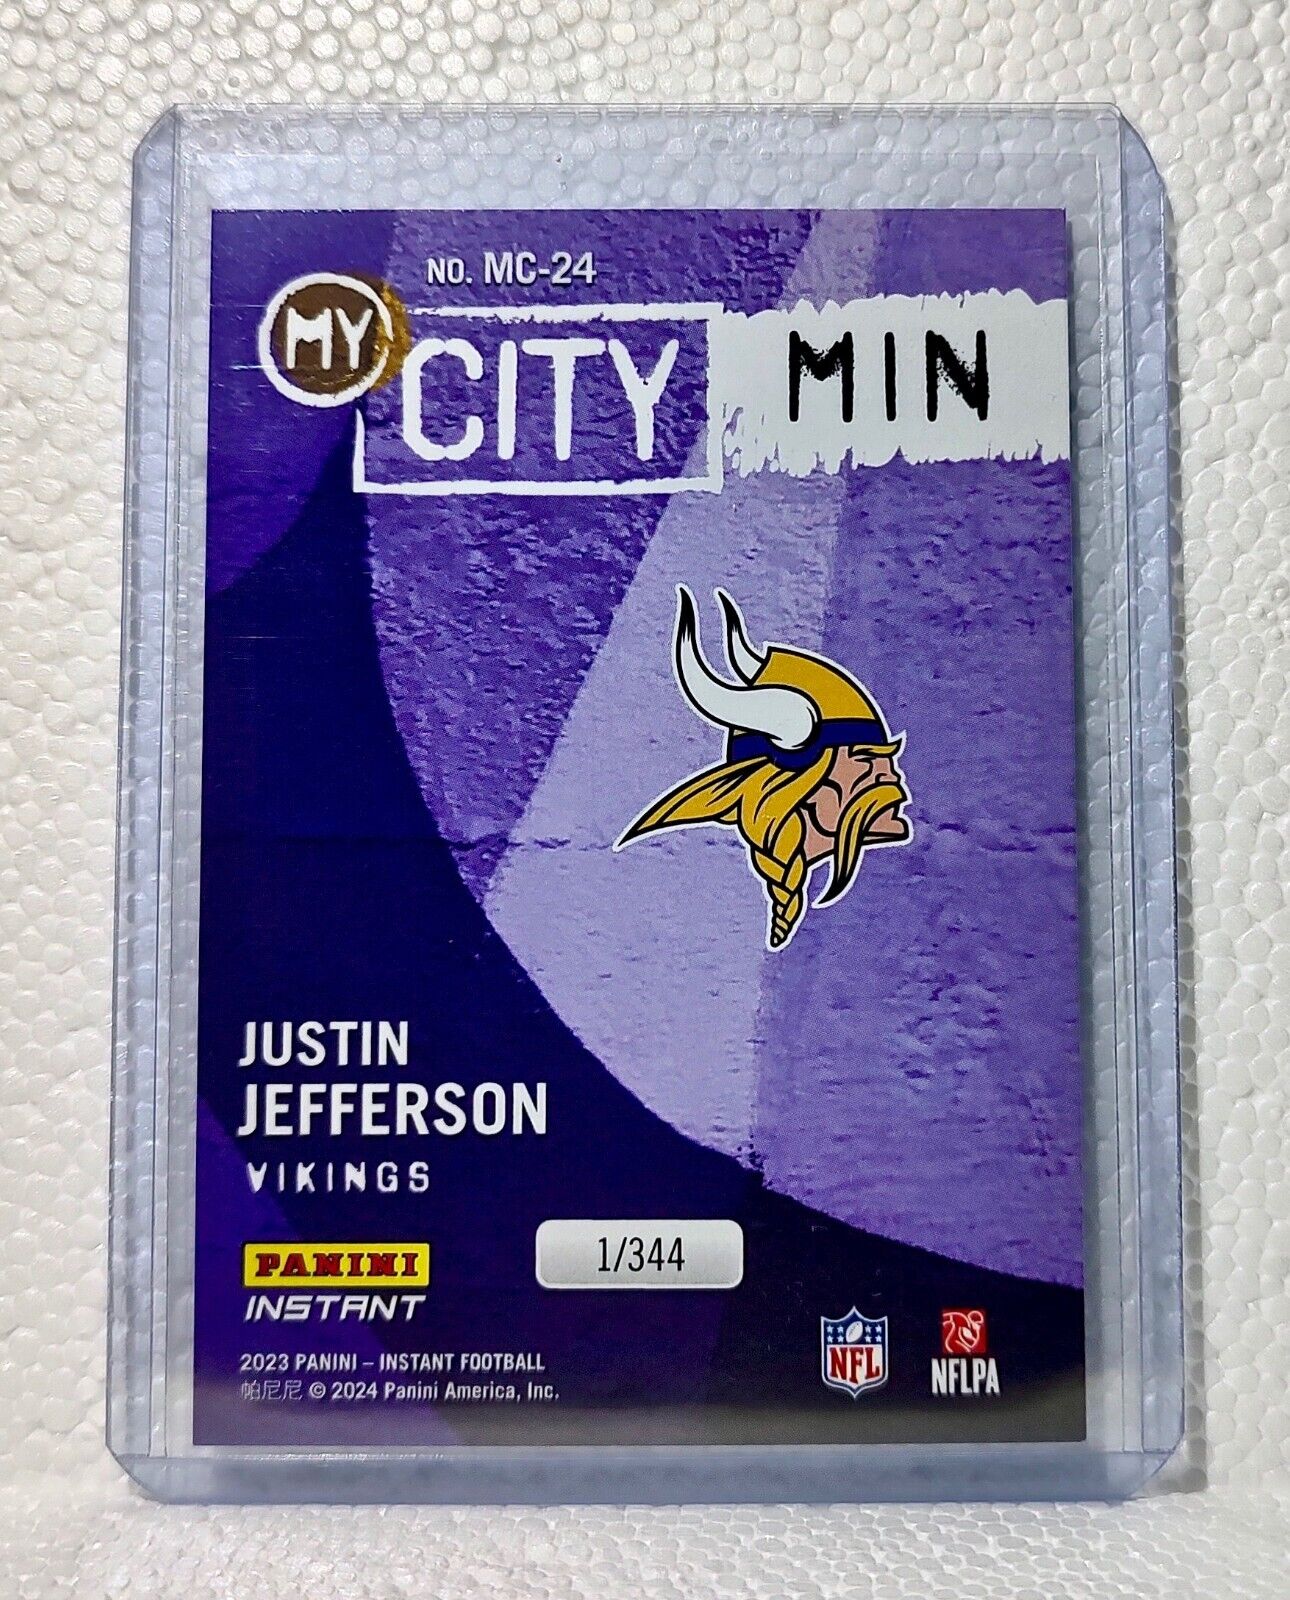 NO. MC-24
MY CITY MIN
JUSTIN
JEFFERSON
VIKINGS
1/344
PANINI
INSTANT
2023 PANINI – INSTANT FOOTBALL
帕尼尼 © 2024 Panini America, Inc.
NFL
NFLPA